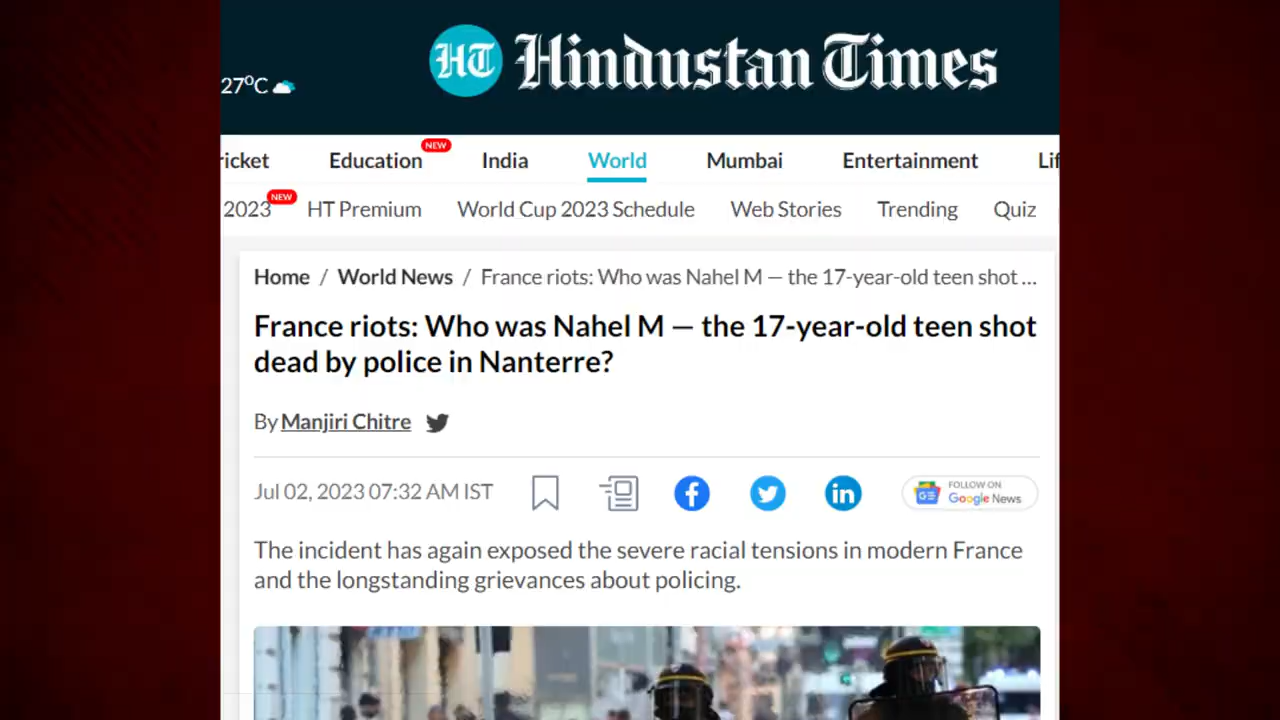 HT Hindustan Times
27°C
ricket Education NEW India World Mumbai Entertainment Lif
2023 NEW HT Premium World Cup 2023 Schedule Web Stories Trending Quiz
Home / World News / France riots: Who was Nahel M — the 17-year-old teen shot ...
France riots: Who was Nahel M — the 17-year-old teen shot
dead by police in Nanterre?
By Manjiri Chitre
Jul 02, 2023 07:32 AM IST
FOLLOW ON
Google News
The incident has again exposed the severe racial tensions in modern France
and the longstanding grievances about policing.